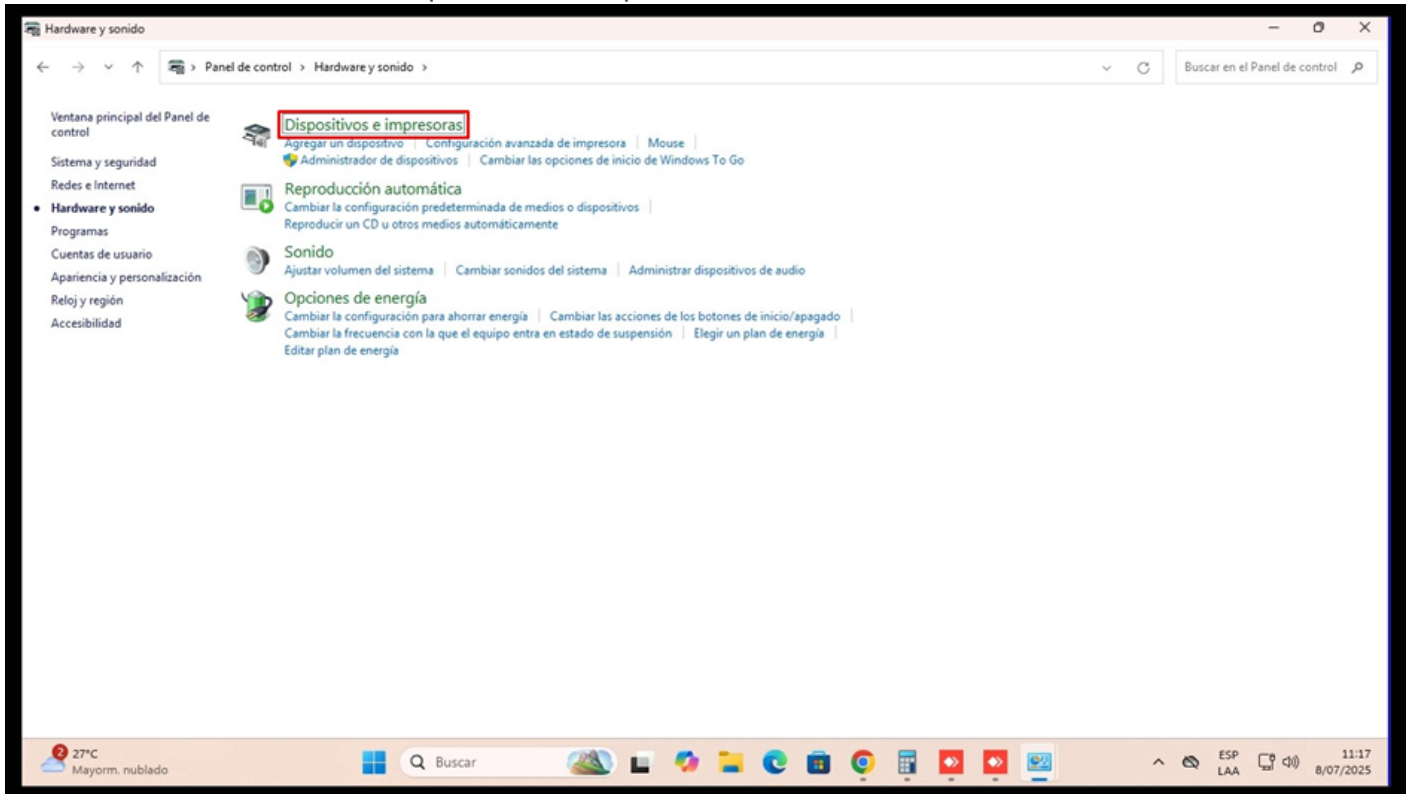 Hardware y sonido
Panel de control > Hardware y sonido >
Buscar en el Panel de control
Ventana principal del Panel de
control
Sistema y seguridad
Redes e Internet
Hardware y sonido
Programas
Cuentas de usuario
Apariencia y personalización
Reloj y región
Accesibilidad
Dispositivos e impresoras
Agregar un dispositivo | Configuración avanzada de impresora | Mouse |
Administrador de dispositivos | Cambiar las opciones de inicio de Windows To Go
Reproducción automática
Cambiar la configuración predeterminada de medios o dispositivos |
Reproducir un CD u otros medios automáticamente
Sonido
Ajustar volumen del sistema | Cambiar sonidos del sistema | Administrar dispositivos de audio
Opciones de energía
Cambiar la configuración para ahorrar energía | Cambiar las acciones de los botones de inicio/apagado |
Cambiar la frecuencia con la que el equipo entra en estado de suspensión | Elegir un plan de energía |
Editar plan de energía
2
27°C
Mayorm. nublado
Buscar
ESP
LAA
11:17
8/07/2025